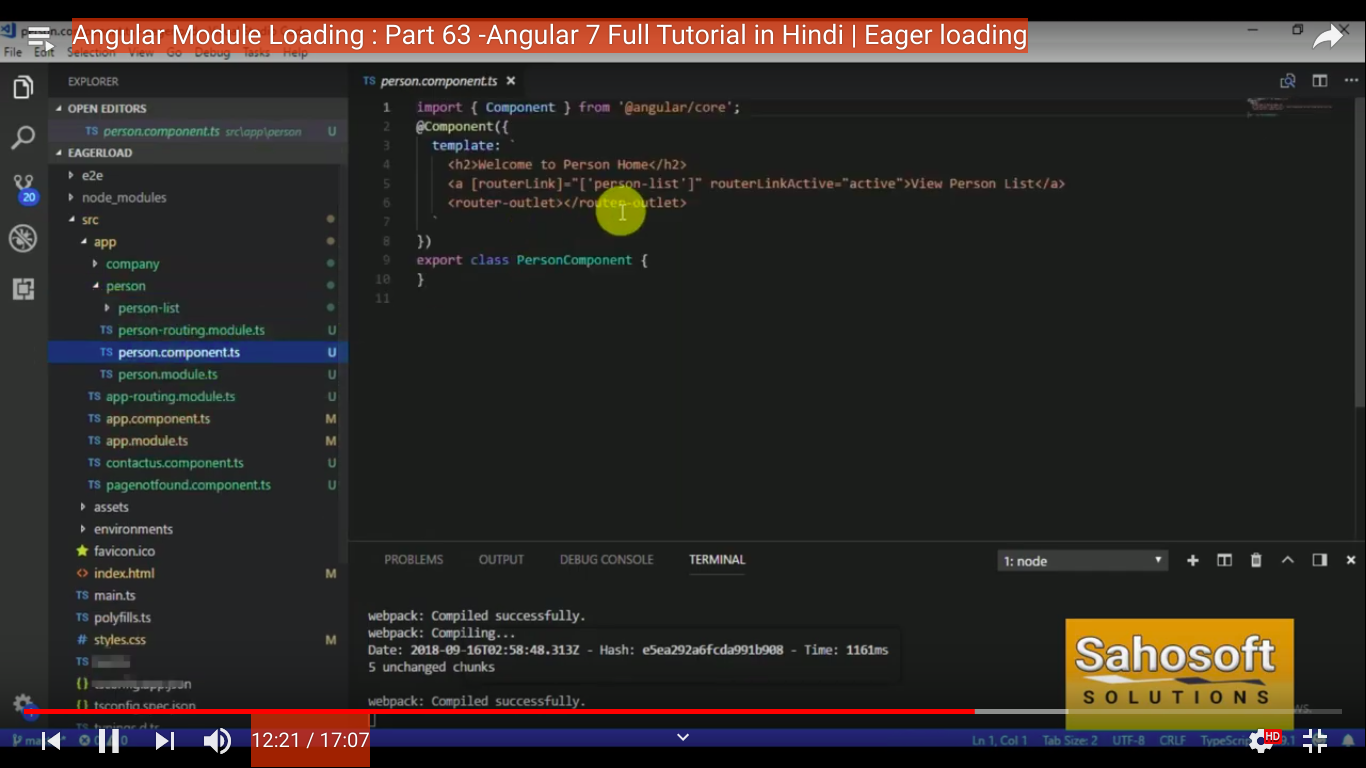 Angular Module Loading : Part 63 -Angular 7 Full Tutorial in Hindi | Eager loading
File Edit Selection View Go Debug Tasks Help
EXPLORER
OPEN EDITORS
TS person.component.ts src\app\person U
EAGERLOAD
e2e
node_modules
src
app
company
person
person-list
TS person-routing.module.ts U
TS person.component.ts U
TS person.module.ts U
TS app-routing.module.ts U
TS app.component.ts M
TS app.module.ts M
TS contactus.component.ts U
TS pagenotfound.component.ts U
assets
environments
favicon.ico
<> index.html M
TS main.ts
TS polyfills.ts
# styles.css M
TS
{} tsconfig.app.json
{} tsconfig.spec.json
TS typings.d.ts
20
TS person.component.ts ×
1 import { Component } from '@angular/core';
2 @Component({
3 template: `
4 <h2>Welcome to Person Home</h2>
5 <a [routerLink]="['person-list']" routerLinkActive="active">View Person List</a>
6 <router-outlet></router-outlet>
7 `
8 })
9 export class PersonComponent {
10 }
11
PROBLEMS OUTPUT DEBUG CONSOLE TERMINAL 1: node
webpack: Compiled successfully.
webpack: Compiling...
Date: 2018-09-16T02:58:48.313Z - Hash: e5ea292a6fcda991b908 - Time: 1161ms
5 unchanged chunks
webpack: Compiled successfully.
Sahosoft
SOLUTIONS
12:21 / 17:07
HD
Ln 1, Col 1 Tab Size: 2 UTF-8 CRLF